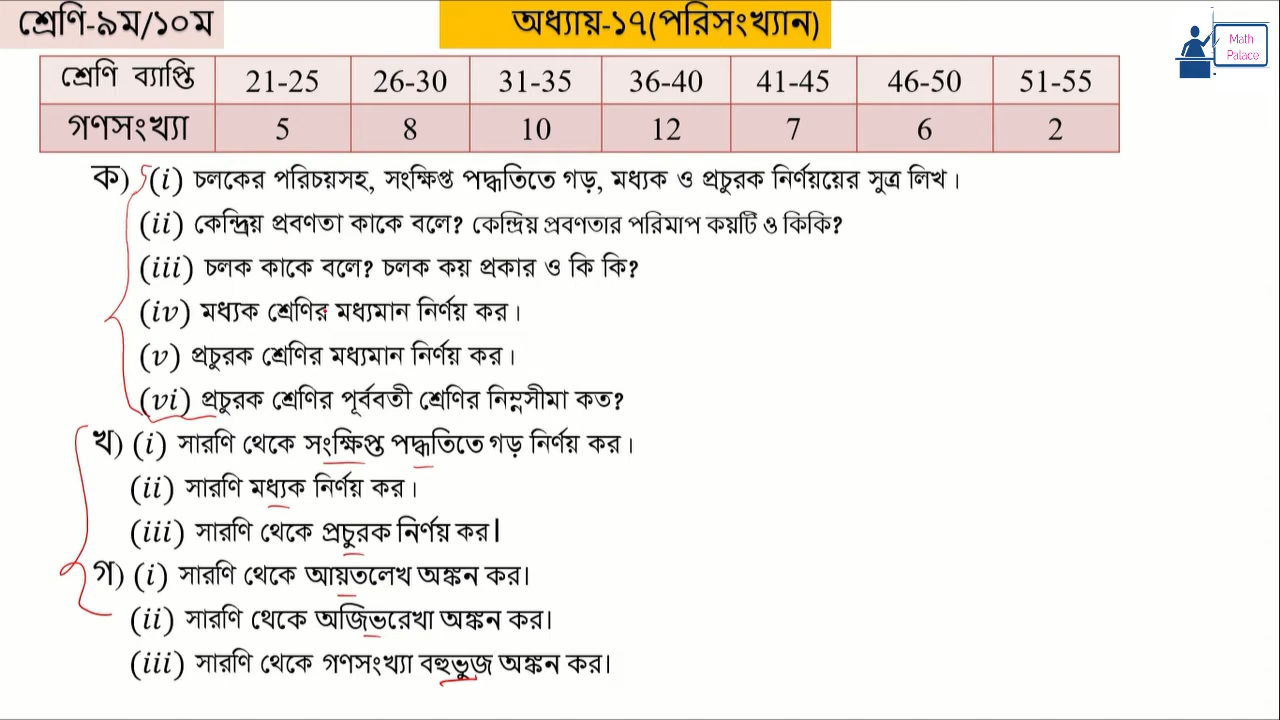 শ্রেণি-৯ম/১০ম
অধ্যায়-১৭(পরিসংখ্যান)
Math
Palace
শ্রেণি ব্যাপ্তি 21-25 26-30 31-35 36-40 41-45 46-50 51-55
গণসংখ্যা 5 8 10 12 7 6 2
ক) (i) চলকের পরিচয়সহ, সংক্ষিপ্ত পদ্ধতিতে গড়, মধ্যক ও প্রচুরক নির্ণয়য়ের সুত্র লিখ।
(ii) কেন্দ্রিয় প্রবণতা কাকে বলে? কেন্দ্রিয় প্রবণতার পরিমাপ কয়টি ও কিকি?
(iii) চলক কাকে বলে? চলক কয় প্রকার ও কি কি?
(iv) মধ্যক শ্রেণির মধ্যমান নির্ণয় কর।
(v) প্রচুরক শ্রেণির মধ্যমান নির্ণয় কর।
(vi) প্রচুরক শ্রেণির পূর্ববর্তী শ্রেণির নিম্নসীমা কত?
খ) (i) সারণি থেকে সংক্ষিপ্ত পদ্ধতিতে গড় নির্ণয় কর।
(ii) সারণি মধ্যক নির্ণয় কর।
(iii) সারণি থেকে প্রচুরক নির্ণয় কর।
গ) (i) সারণি থেকে আয়তলেখ অঙ্কন কর।
(ii) সারণি থেকে অজিভরেখা অঙ্কন কর।
(iii) সারণি থেকে গণসংখ্যা বহুভুজ অঙ্কন কর।